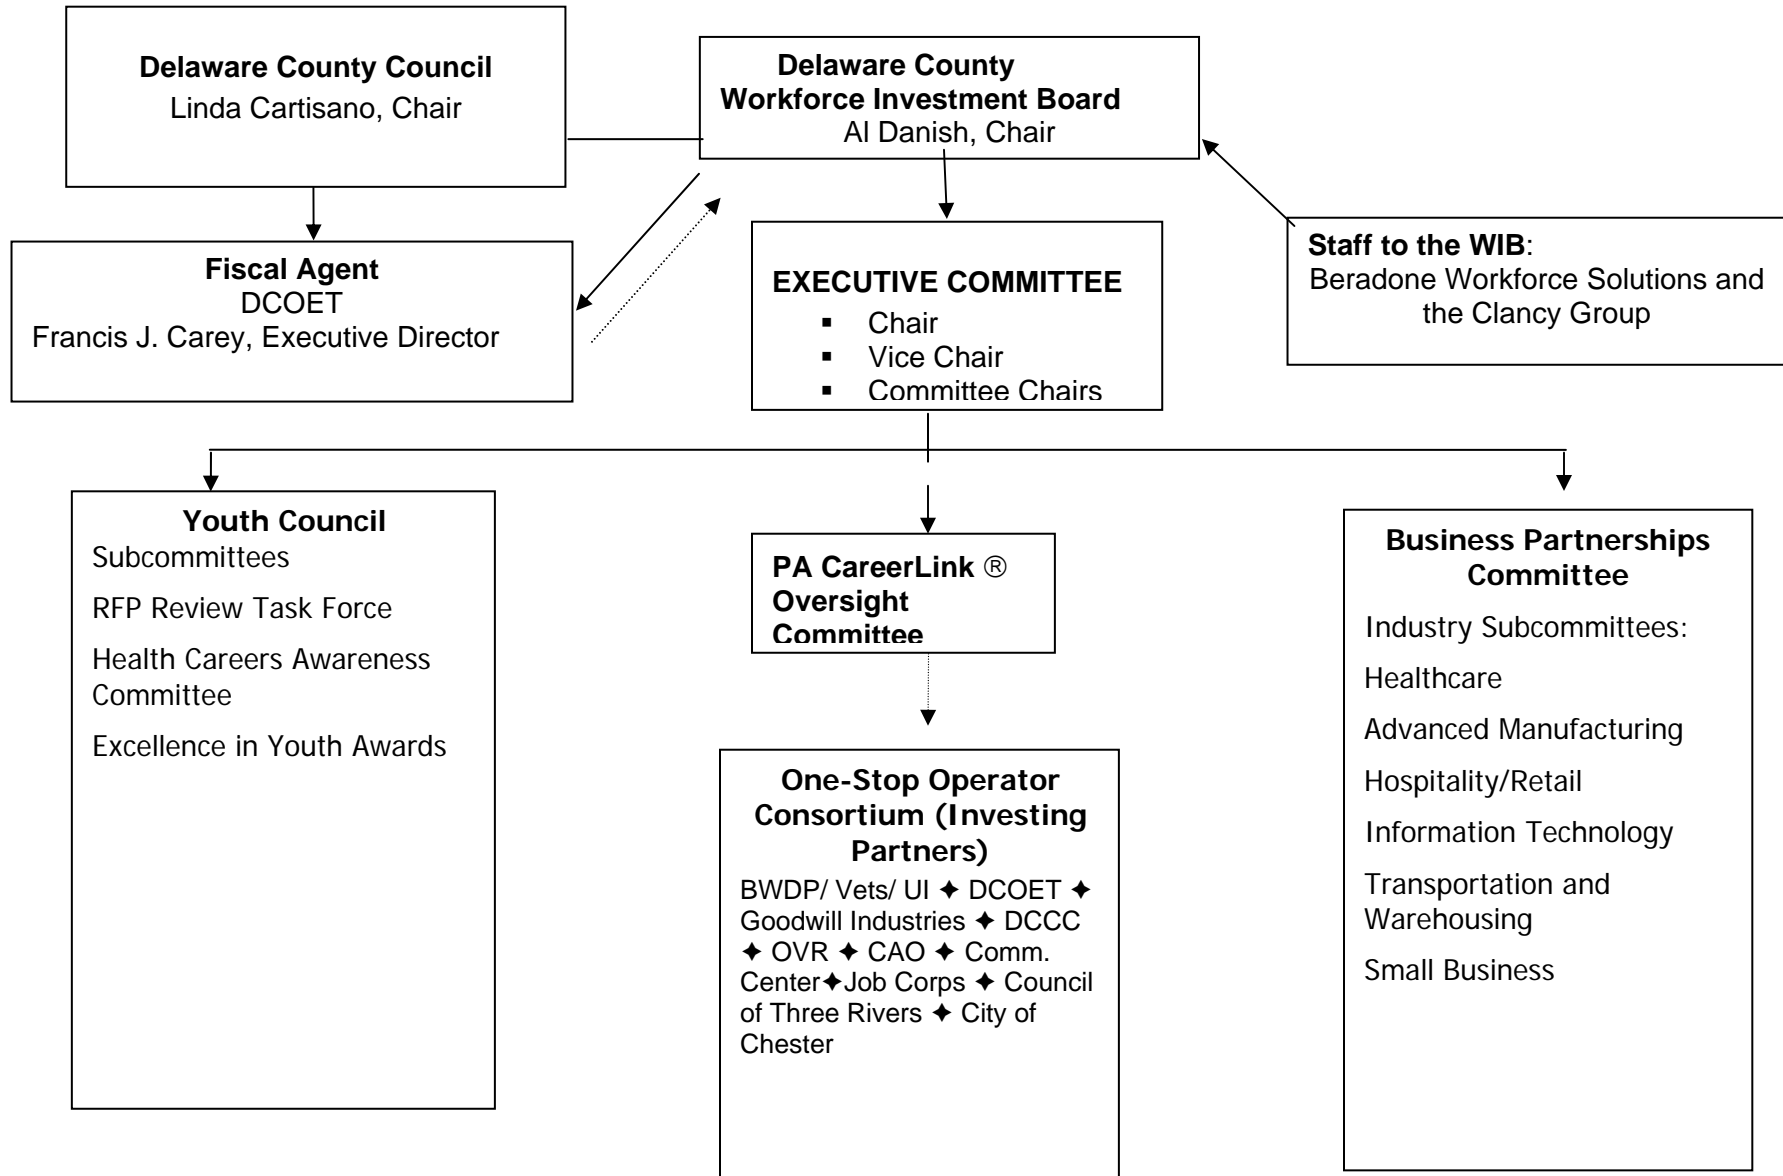 Delaware County Council
Linda Cartisano, Chair
Delaware County
Workforce Investment Board
Al Danish, Chair
Fiscal Agent
DCOET
Francis J. Carey, Executive Director
EXECUTIVE COMMITTEE
▪ Chair
▪ Vice Chair
▪ Committee Chairs
Staff to the WIB:
Beradone Workforce Solutions and
the Clancy Group
Youth Council
Subcommittees
RFP Review Task Force
Health Careers Awareness
Committee
Excellence in Youth Awards
PA CareerLink ®
Oversight
Committee
One-Stop Operator
Consortium (Investing
Partners)
BWDP/ Vets/ UI ✦ DCOET ✦
Goodwill Industries ✦ DCCC
✦ OVR ✦ CAO ✦ Comm.
Center✦Job Corps ✦ Council
of Three Rivers ✦ City of
Chester
Business Partnerships
Committee
Industry Subcommittees:
Healthcare
Advanced Manufacturing
Hospitality/Retail
Information Technology
Transportation and
Warehousing
Small Business